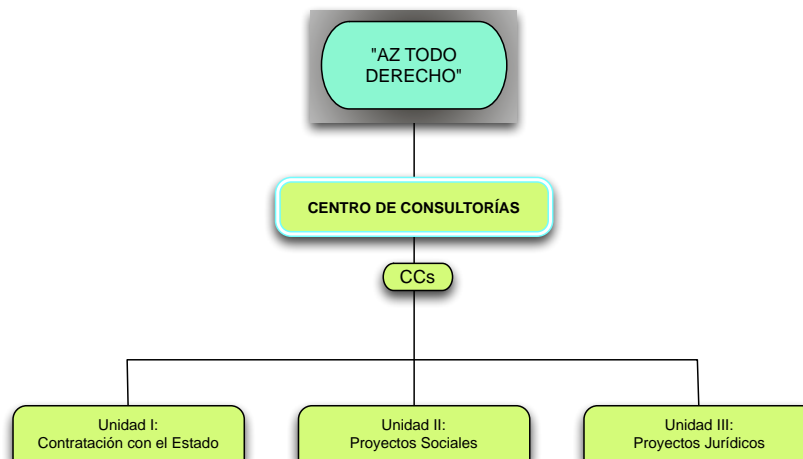 "AZ TODO
DERECHO"
CENTRO DE CONSULTORÍAS
CCs
Unidad I:
Contratación con el Estado
Unidad II:
Proyectos Sociales
Unidad III:
Proyectos Jurídicos